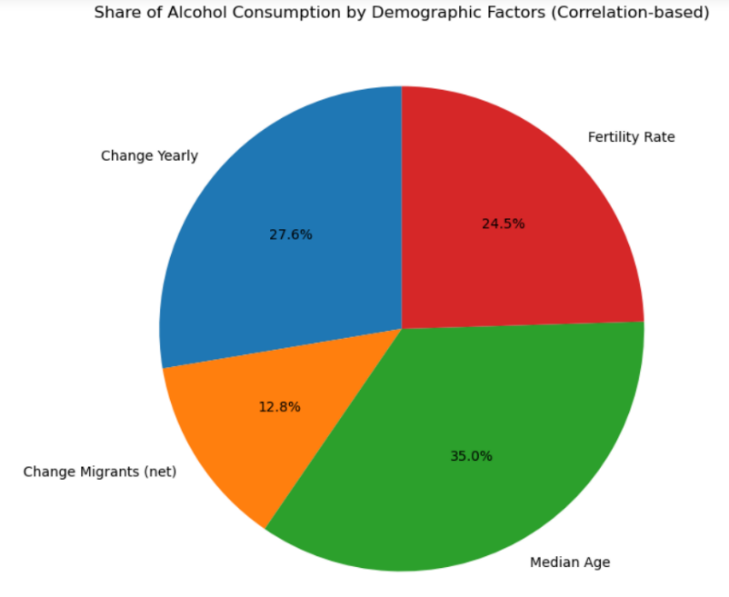 Share of Alcohol Consumption by Demographic Factors (Correlation-based)
Fertility Rate
Change Yearly
24.5%
27.6%
12.8%
35.0%
Change Migrants (net)
Median Age